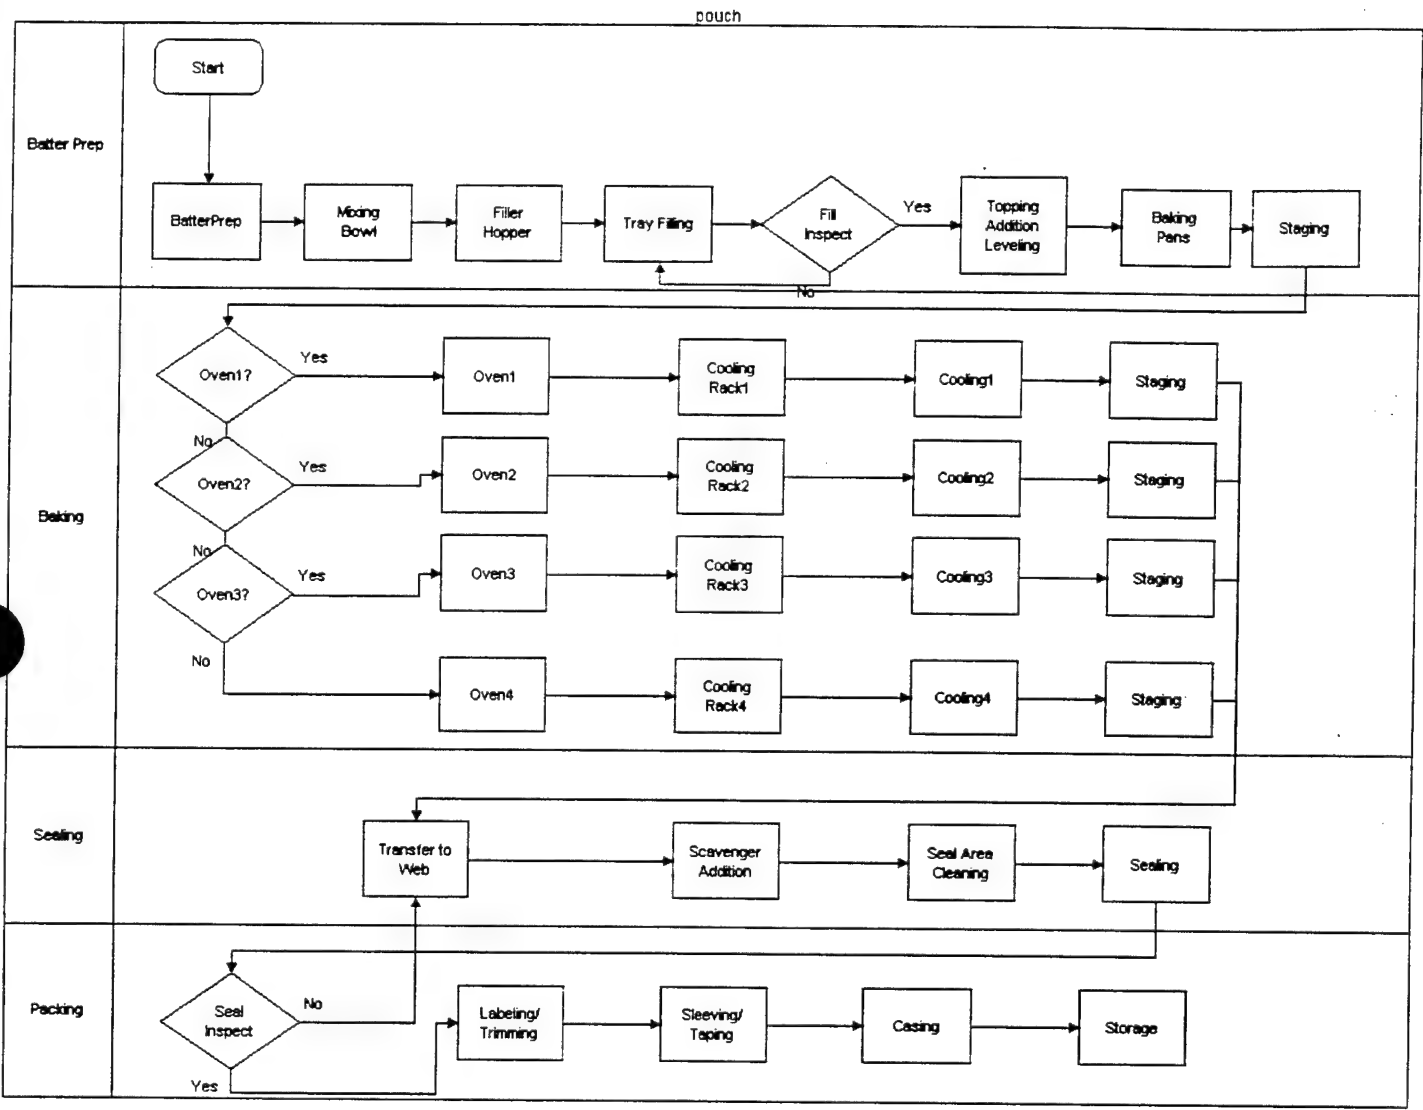 pouch
Start
Batter Prep
BatterPrep
Mixing
Bowl
Filler
Hopper
Tray Filling
Fill
Inspect
Yes
No
Topping
Addition
Leveling
Baking
Pans
Staging
Baking
Oven1?
Yes
No
Oven1
Cooling
Rack1
Cooling1
Staging
Oven2?
Yes
No
Oven2
Cooling
Rack2
Cooling2
Staging
Oven3?
Yes
No
Oven3
Cooling
Rack3
Cooling3
Staging
Oven4
Cooling
Rack4
Cooling4
Staging
Sealing
Transfer to
Web
Scavenger
Addition
Seal Area
Cleaning
Sealing
Packing
Seal
Inspect
No
Yes
Labeling/
Trimming
Sleeving/
Taping
Casing
Storage